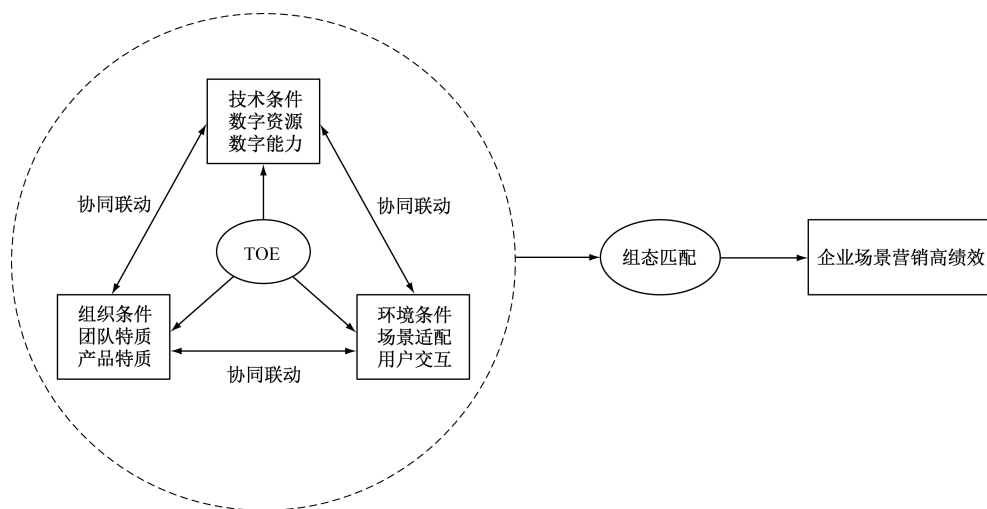 技术条件
数字资源
数字能力
协同联动
协同联动
TOE
组态匹配
企业场景营销高绩效
组织条件
团队特质
产品特质
环境条件
场景适配
用户交互
协同联动